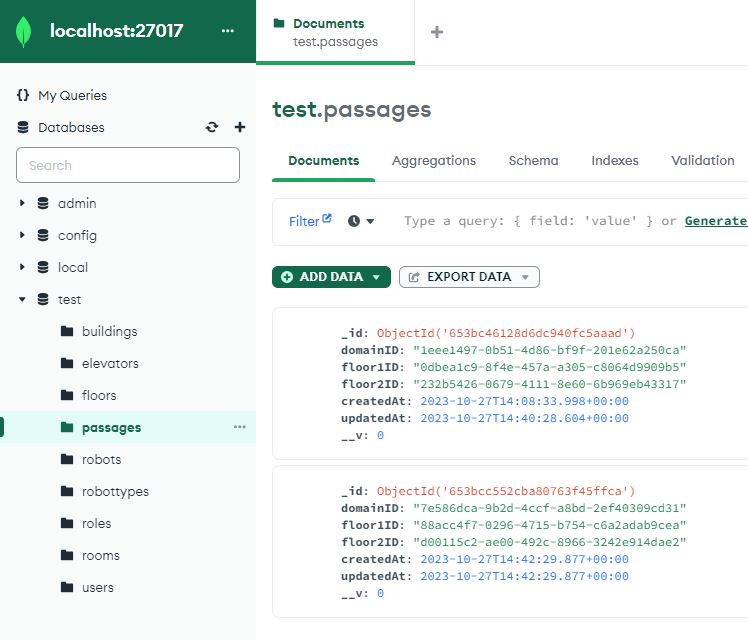 localhost:27017
...
{} My Queries
Databases
Search
admin
config
local
test
buildings
elevators
floors
passages
...
robots
robottypes
roles
rooms
users
Documents
test.passages
test.passages
Documents Aggregations Schema Indexes Validation
Filter Type a query: { field: 'value' } or Generate
ADD DATA EXPORT DATA
_id: ObjectId('653bc46128d6dc940fc5aaad')
domainID: "1eee1497-0b51-4d86-bf9f-201e62a250ca"
floor1ID: "0dbea1c9-8f4e-457a-a305-c8064d9909b5"
floor2ID: "232b5426-0679-4111-8e60-6b969eb43317"
createdAt: 2023-10-27T14:08:33.998+00:00
updatedAt: 2023-10-27T14:40:28.604+00:00
__v: 0
_id: ObjectId('653bcc552cba80763f45ffca')
domainID: "7e586dca-9b2d-4ccf-a8bd-2ef40309cd31"
floor1ID: "88acc4f7-0296-4715-b754-c6a2adab9cea"
floor2ID: "d00115c2-ae00-492c-8966-3242e914dae2"
createdAt: 2023-10-27T14:42:29.877+00:00
updatedAt: 2023-10-27T14:42:29.877+00:00
__v: 0